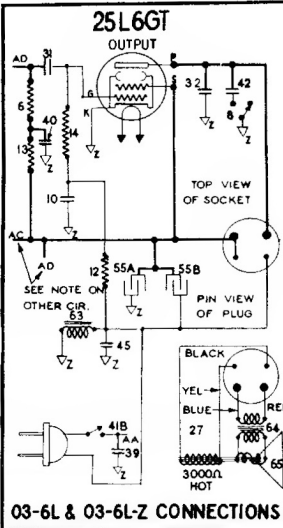 25L6GT
OUTPUT
31
AD
P
G
S
K
6
40
Z
13
14
32
42
8
Z
Z
Z
10
Z
TOP VIEW
OF SOCKET
AC
AD
SEE NOTE ON
OTHER CIR.
12
55A
55B
Z
PIN VIEW
OF PLUG
63
Z
45
Z
BLACK
YEL
BLUE
RED
27
64
65
41B
AA
39
Z
3000Ω
HOT
03-6L & 03-6L-Z CONNECTIONS